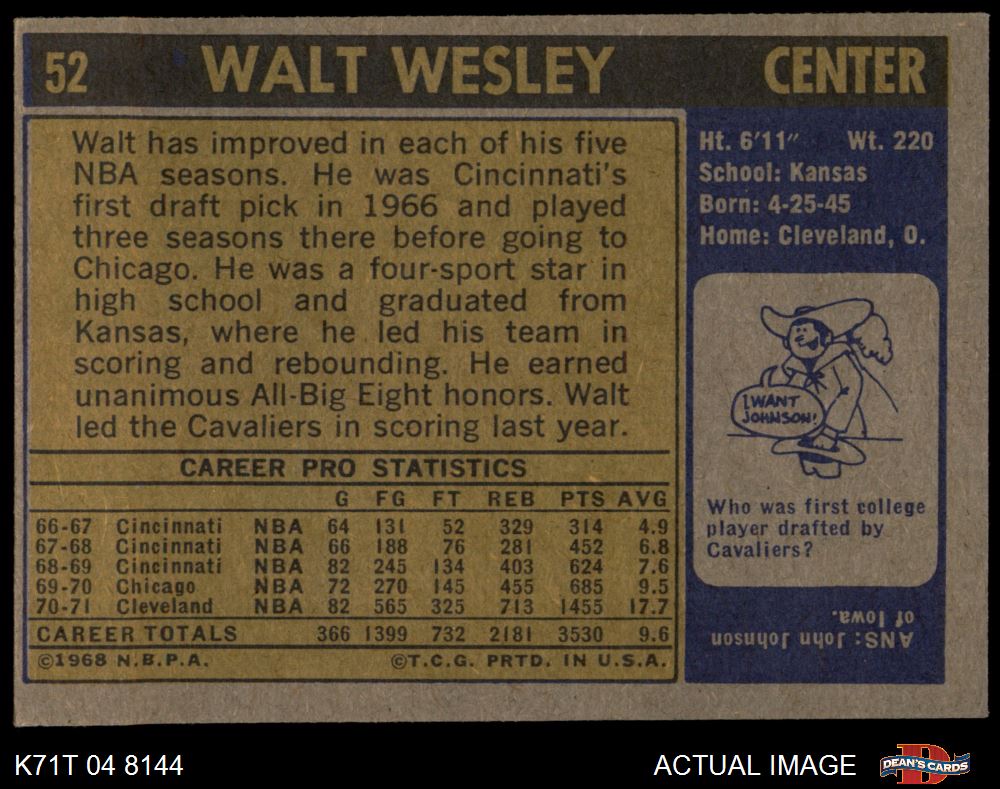 52 WALT WESLEY CENTER
Walt has improved in each of his five
NBA seasons. He was Cincinnati's
first draft pick in 1966 and played
three seasons there before going to
Chicago. He was a four-sport star in
high school and graduated from
Kansas, where he led his team in
scoring and rebounding. He earned
unanimous All-Big Eight honors. Walt
led the Cavaliers in scoring last year.
Ht. 6'11" Wt. 220
School: Kansas
Born: 4-25-45
Home: Cleveland, O.
I WANT
JOHNSON!
Who was first college
player drafted by
Cavaliers?
ANS: John Johnson
of Iowa.
CAREER PRO STATISTICS
G FG FT REB PTS AVG
66-67 Cincinnati NBA 64 131 52 329 314 4.9
67-68 Cincinnati NBA 66 188 76 281 452 6.8
68-69 Cincinnati NBA 82 245 134 403 624 7.6
69-70 Chicago NBA 72 270 145 455 685 9.5
70-71 Cleveland NBA 82 565 325 713 1455 17.7
CAREER TOTALS 366 1399 732 2181 3530 9.6
©1968 N.B.P.A. ©T.C.G. PRTD. IN U.S.A.
K71T 04 8144 ACTUAL IMAGE DEAN'S CARDS